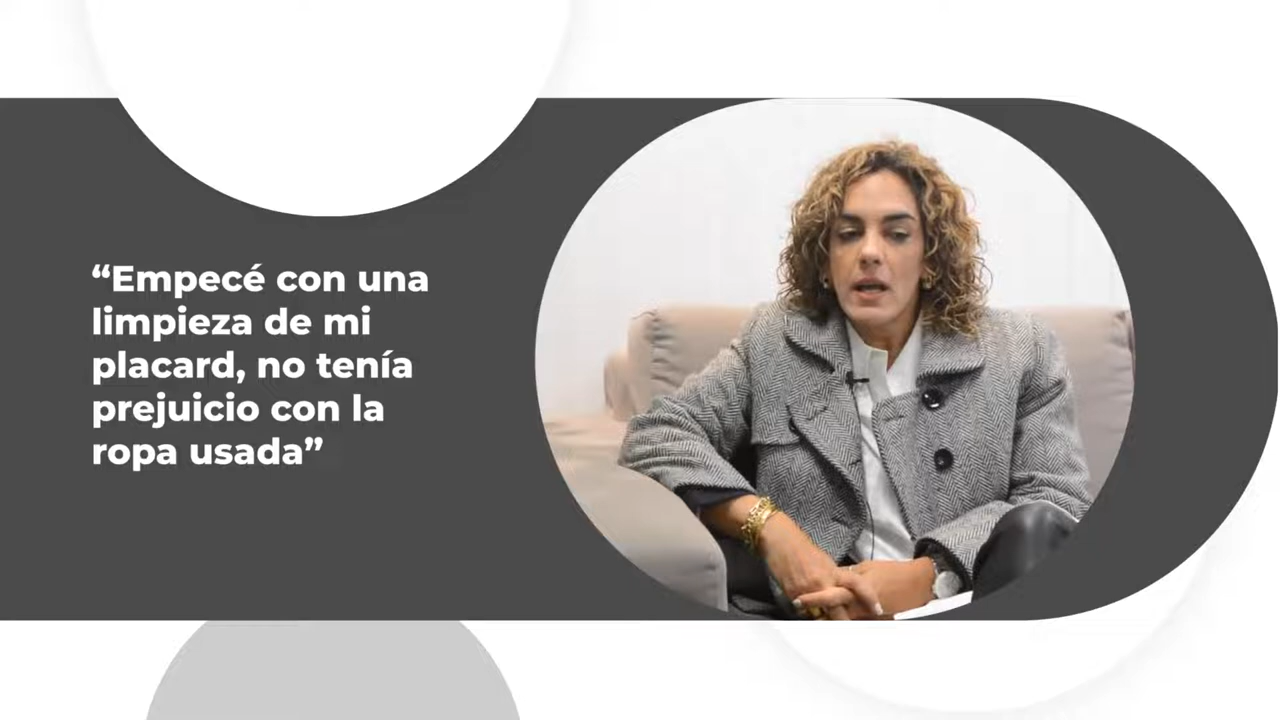 “Empecé con una
limpieza de mi
placard, no tenía
prejuicio con la
ropa usada”